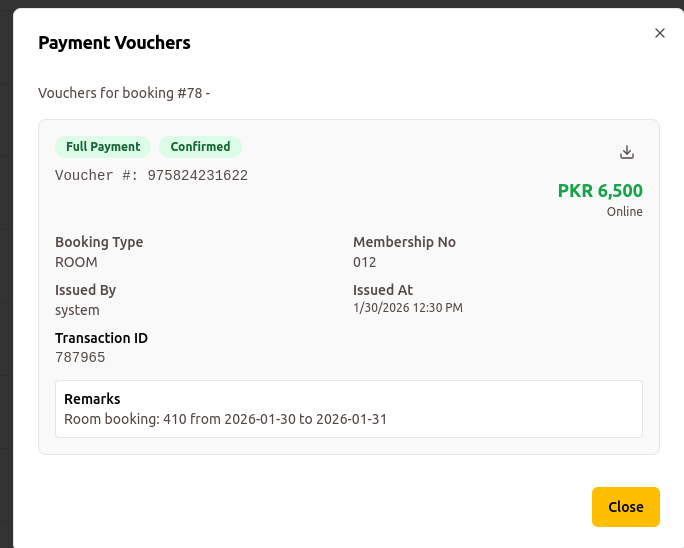 Payment Vouchers
Vouchers for booking #78 -
Full Payment Confirmed
Voucher #: 975824231622
PKR 6,500
Online
Booking Type
ROOM
Membership No
012
Issued By
system
Issued At
1/30/2026 12:30 PM
Transaction ID
787965
Remarks
Room booking: 410 from 2026-01-30 to 2026-01-31
Close